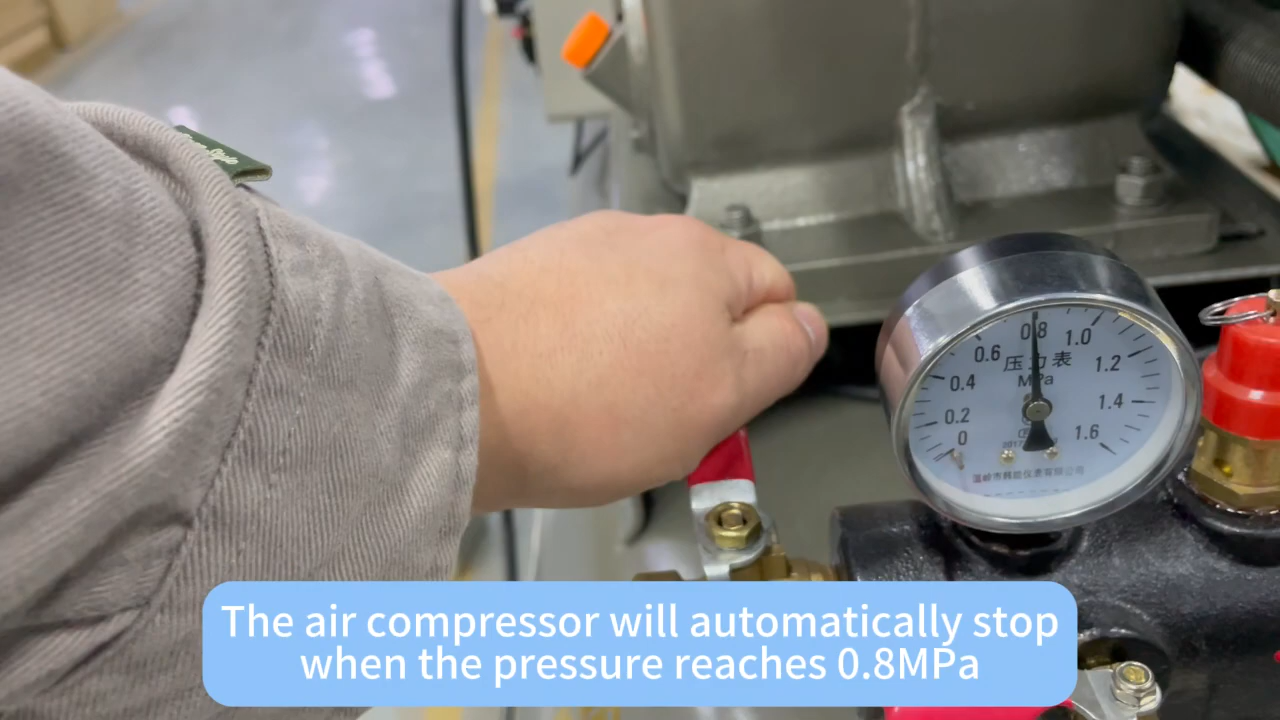 Style
0.8
0.6
1.0
压力表
0.4
MPa
1.2
0.2
1.4
0
1.6
The air compressor will automatically stop
when the pressure reaches 0.8MPa